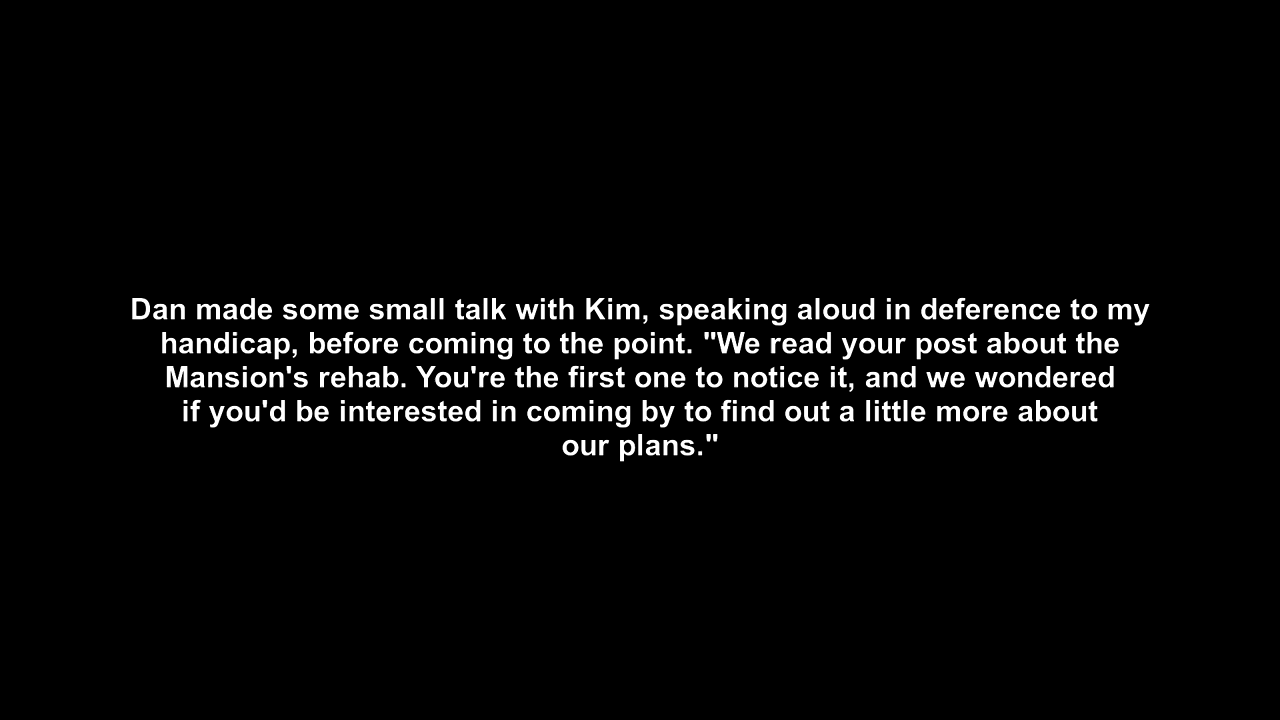 Dan made some small talk with Kim, speaking aloud in deference to my
handicap, before coming to the point. "We read your post about the
Mansion's rehab. You're the first one to notice it, and we wondered
if you'd be interested in coming by to find out a little more about
our plans."